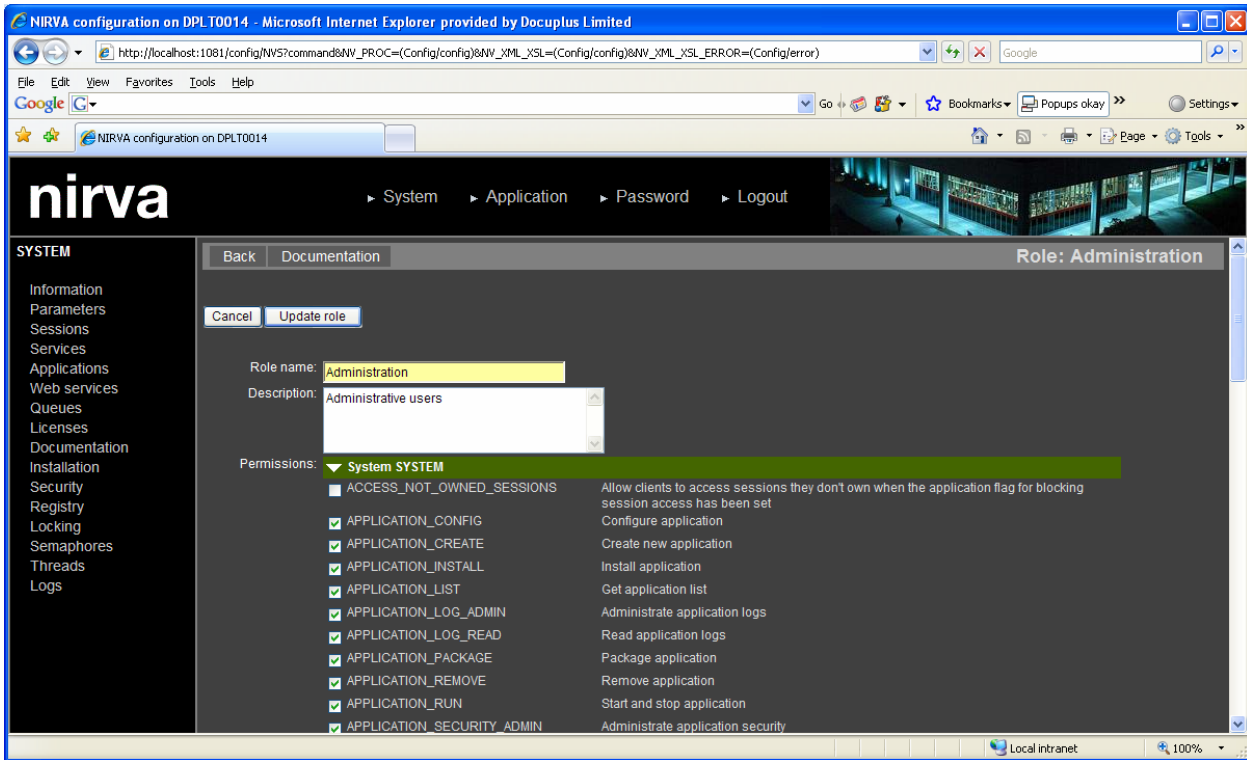 NIRVA configuration on DPLT0014 - Microsoft Internet Explorer provided by Docuplus Limited
http://localhost:1081/config/NVS?command&NV_PROC=(Config/config)&NV_XML_XSL=(Config/config)&NV_XML_XSL_ERROR=(Config/error)
Google
File Edit View Favorites Tools Help
Google G Go Bookmarks Popups okay Settings
NIRVA configuration on DPLT0014 Page Tools
nirva
System Application Password Logout
SYSTEM
Information
Parameters
Sessions
Services
Applications
Web services
Queues
Licenses
Documentation
Installation
Security
Registry
Locking
Semaphores
Threads
Logs
Back Documentation Role: Administration
Cancel Update role
Role name: Administration
Description: Administrative users
Permissions: System SYSTEM
ACCESS_NOT_OWNED_SESSIONS Allow clients to access sessions they don't own when the application flag for blocking
session access has been set
APPLICATION_CONFIG Configure application
APPLICATION_CREATE Create new application
APPLICATION_INSTALL Install application
APPLICATION_LIST Get application list
APPLICATION_LOG_ADMIN Administrate application logs
APPLICATION_LOG_READ Read application logs
APPLICATION_PACKAGE Package application
APPLICATION_REMOVE Remove application
APPLICATION_RUN Start and stop application
APPLICATION_SECURITY_ADMIN Administrate application security
Local intranet 100%